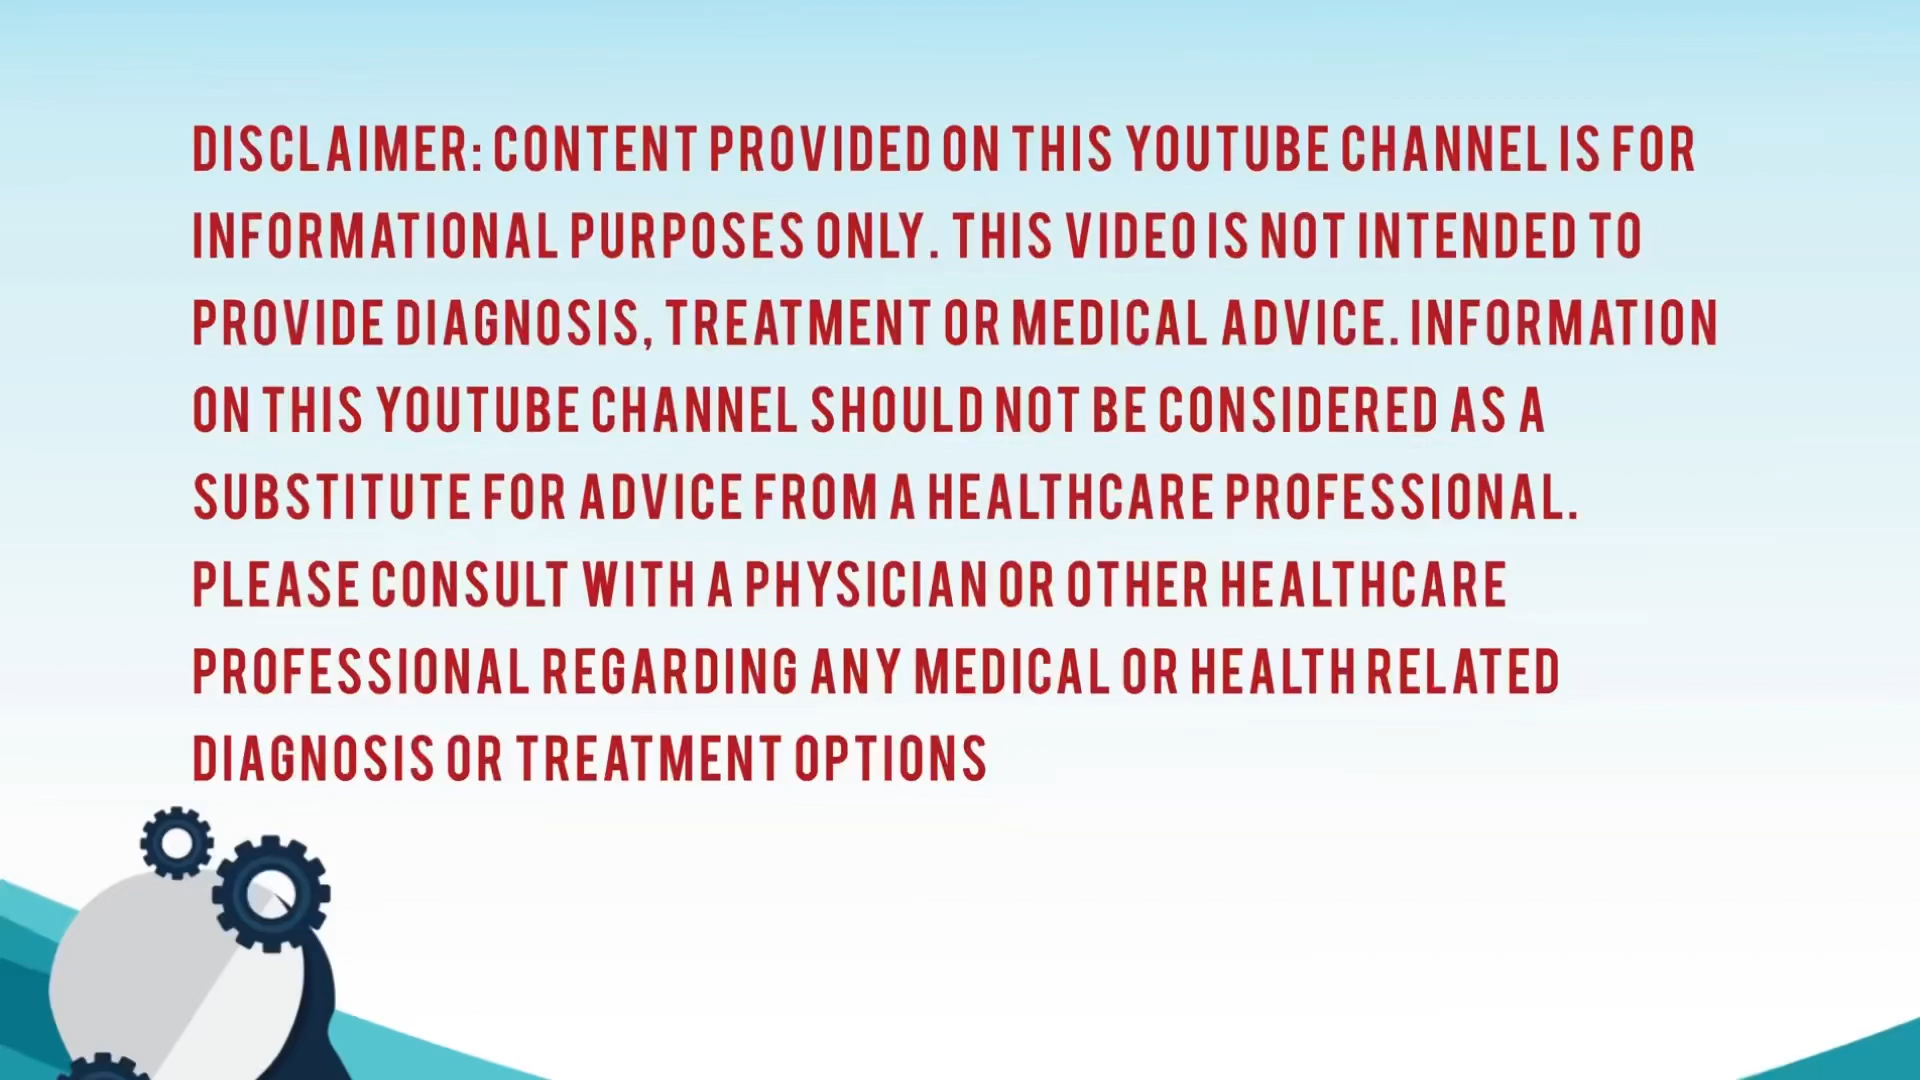 DISCLAIMER: CONTENT PROVIDED ON THIS YOUTUBE CHANNEL IS FOR
INFORMATIONAL PURPOSES ONLY. THIS VIDEO IS NOT INTENDED TO
PROVIDE DIAGNOSIS, TREATMENT OR MEDICAL ADVICE. INFORMATION
ON THIS YOUTUBE CHANNEL SHOULD NOT BE CONSIDERED AS A
SUBSTITUTE FOR ADVICE FROM A HEALTHCARE PROFESSIONAL.
PLEASE CONSULT WITH A PHYSICIAN OR OTHER HEALTHCARE
PROFESSIONAL REGARDING ANY MEDICAL OR HEALTH RELATED
DIAGNOSIS OR TREATMENT OPTIONS